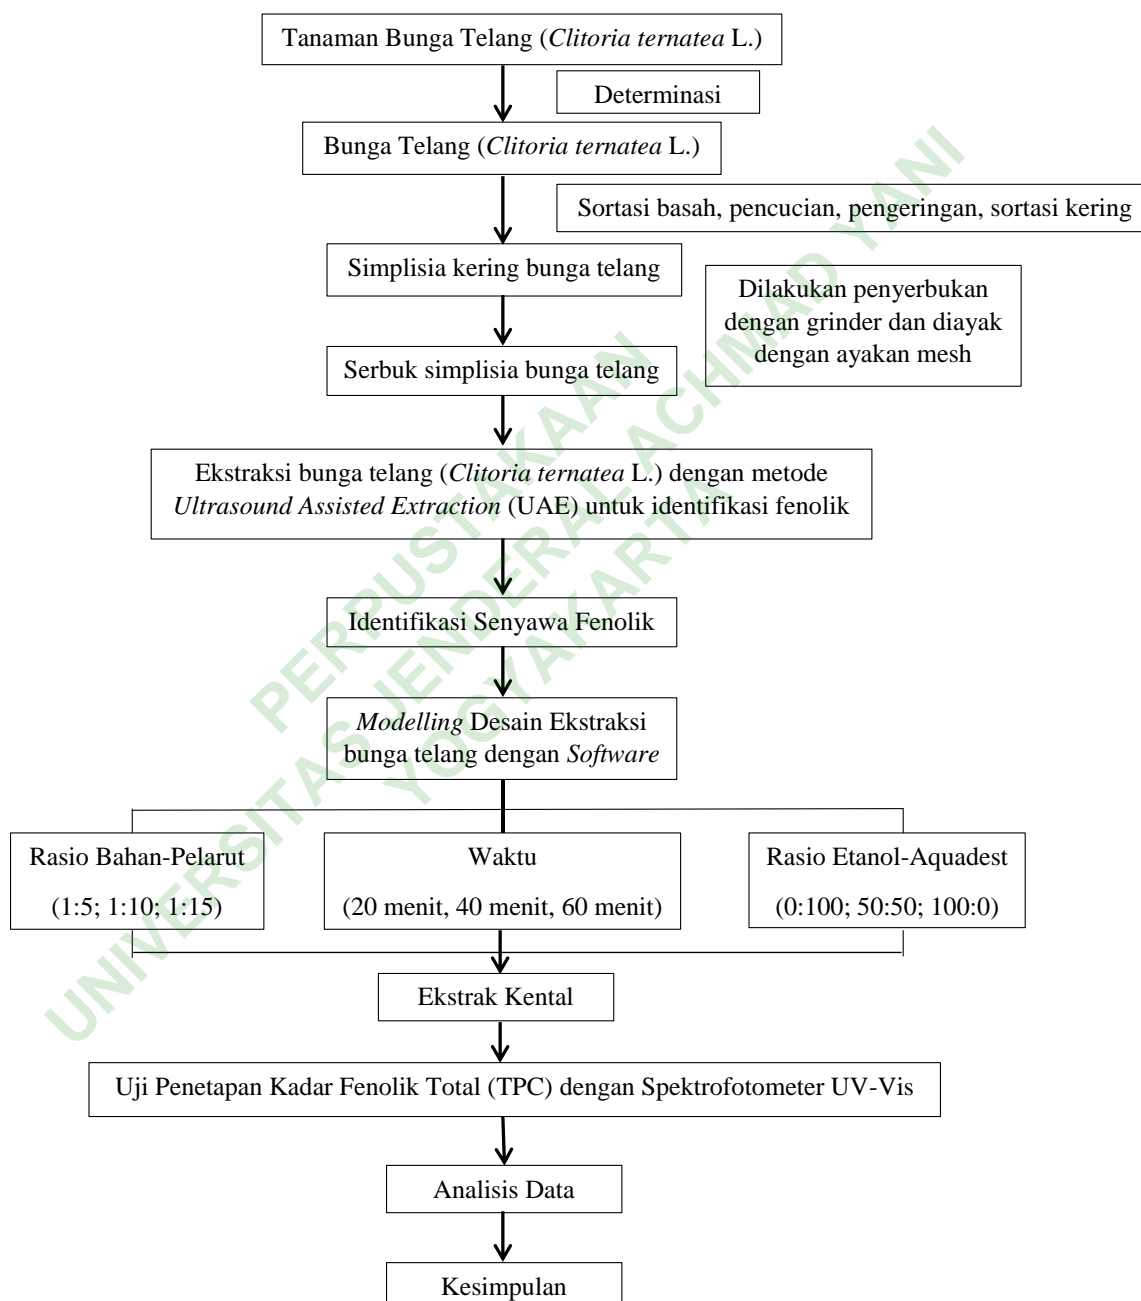 Tanaman Bunga Telang (Clitoria ternatea L.)
Determinasi
Bunga Telang (Clitoria ternatea L.)
Sortasi basah, pencucian, pengeringan, sortasi kering
Simplisia kering bunga telang
Dilakukan penyerbukan
dengan grinder dan diayak
dengan ayakan mesh
Serbuk simplisia bunga telang
Ekstraksi bunga telang (Clitoria ternatea L.) dengan metode
Ultrasound Assisted Extraction (UAE) untuk identifikasi fenolik
Identifikasi Senyawa Fenolik
Modelling Desain Ekstraksi
bunga telang dengan Software
Rasio Bahan-Pelarut
(1:5; 1:10; 1:15)
Waktu
(20 menit, 40 menit, 60 menit)
Rasio Etanol-Aquadest
(0:100; 50:50; 100:0)
Ekstrak Kental
Uji Penetapan Kadar Fenolik Total (TPC) dengan Spektrofotometer UV-Vis
Analisis Data
Kesimpulan
PERPUSTAKAAN
UNIVERSITAS JENDERAL ACHMAD YANI
YOGYAKARTA